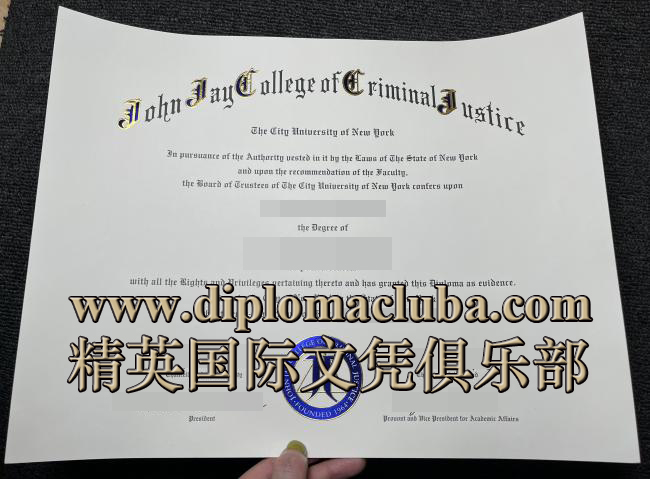 John Jay College of Criminal Justice
The City University of New York
In pursuance of the Authority vested in it by the Laws of The State of New York
and upon the recommendation of the Faculty,
the Board of Trustees of The City University of New York confers upon
the Degree of
with all the Rights and Privileges pertaining thereto and has granted this Diploma as evidence.
www.diplomacluba.com
精英国际文凭俱乐部
FOUNDED 1964
President
Provost and Vice President for Academic Affairs